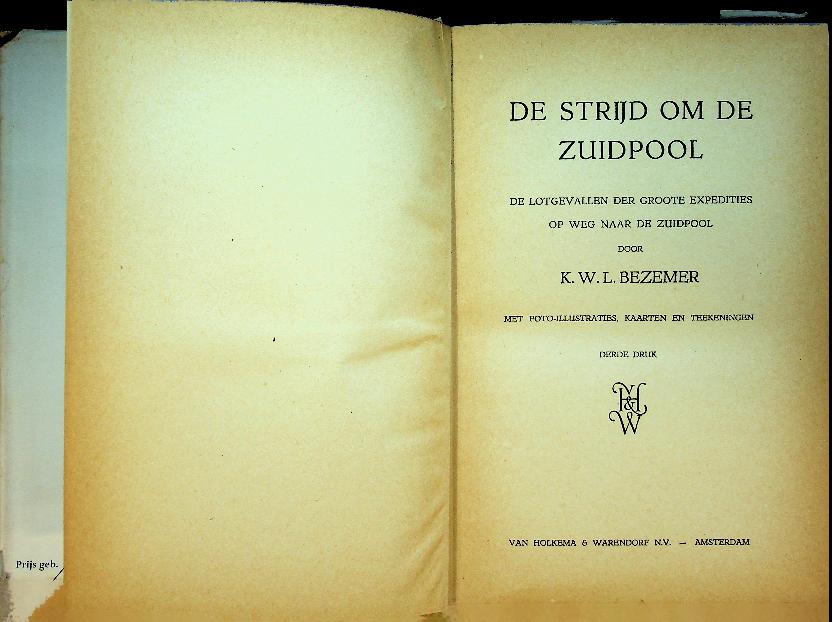 DE STRIJD OM DE
ZUIDPOOL
DE LOTGEVALLEN DER GROOTE EXPEDITIES
OP WEG NAAR DE ZUIDPOOL
DOOR
K. W. L. BEZEMER
MET FOTO-ILLUSTRATIES, KAARTEN EN TEEKENINGEN
DERDE DRUK
H&
W
VAN HOLKEMA & WARENDORF N.V. — AMSTERDAM
Prijs geb.